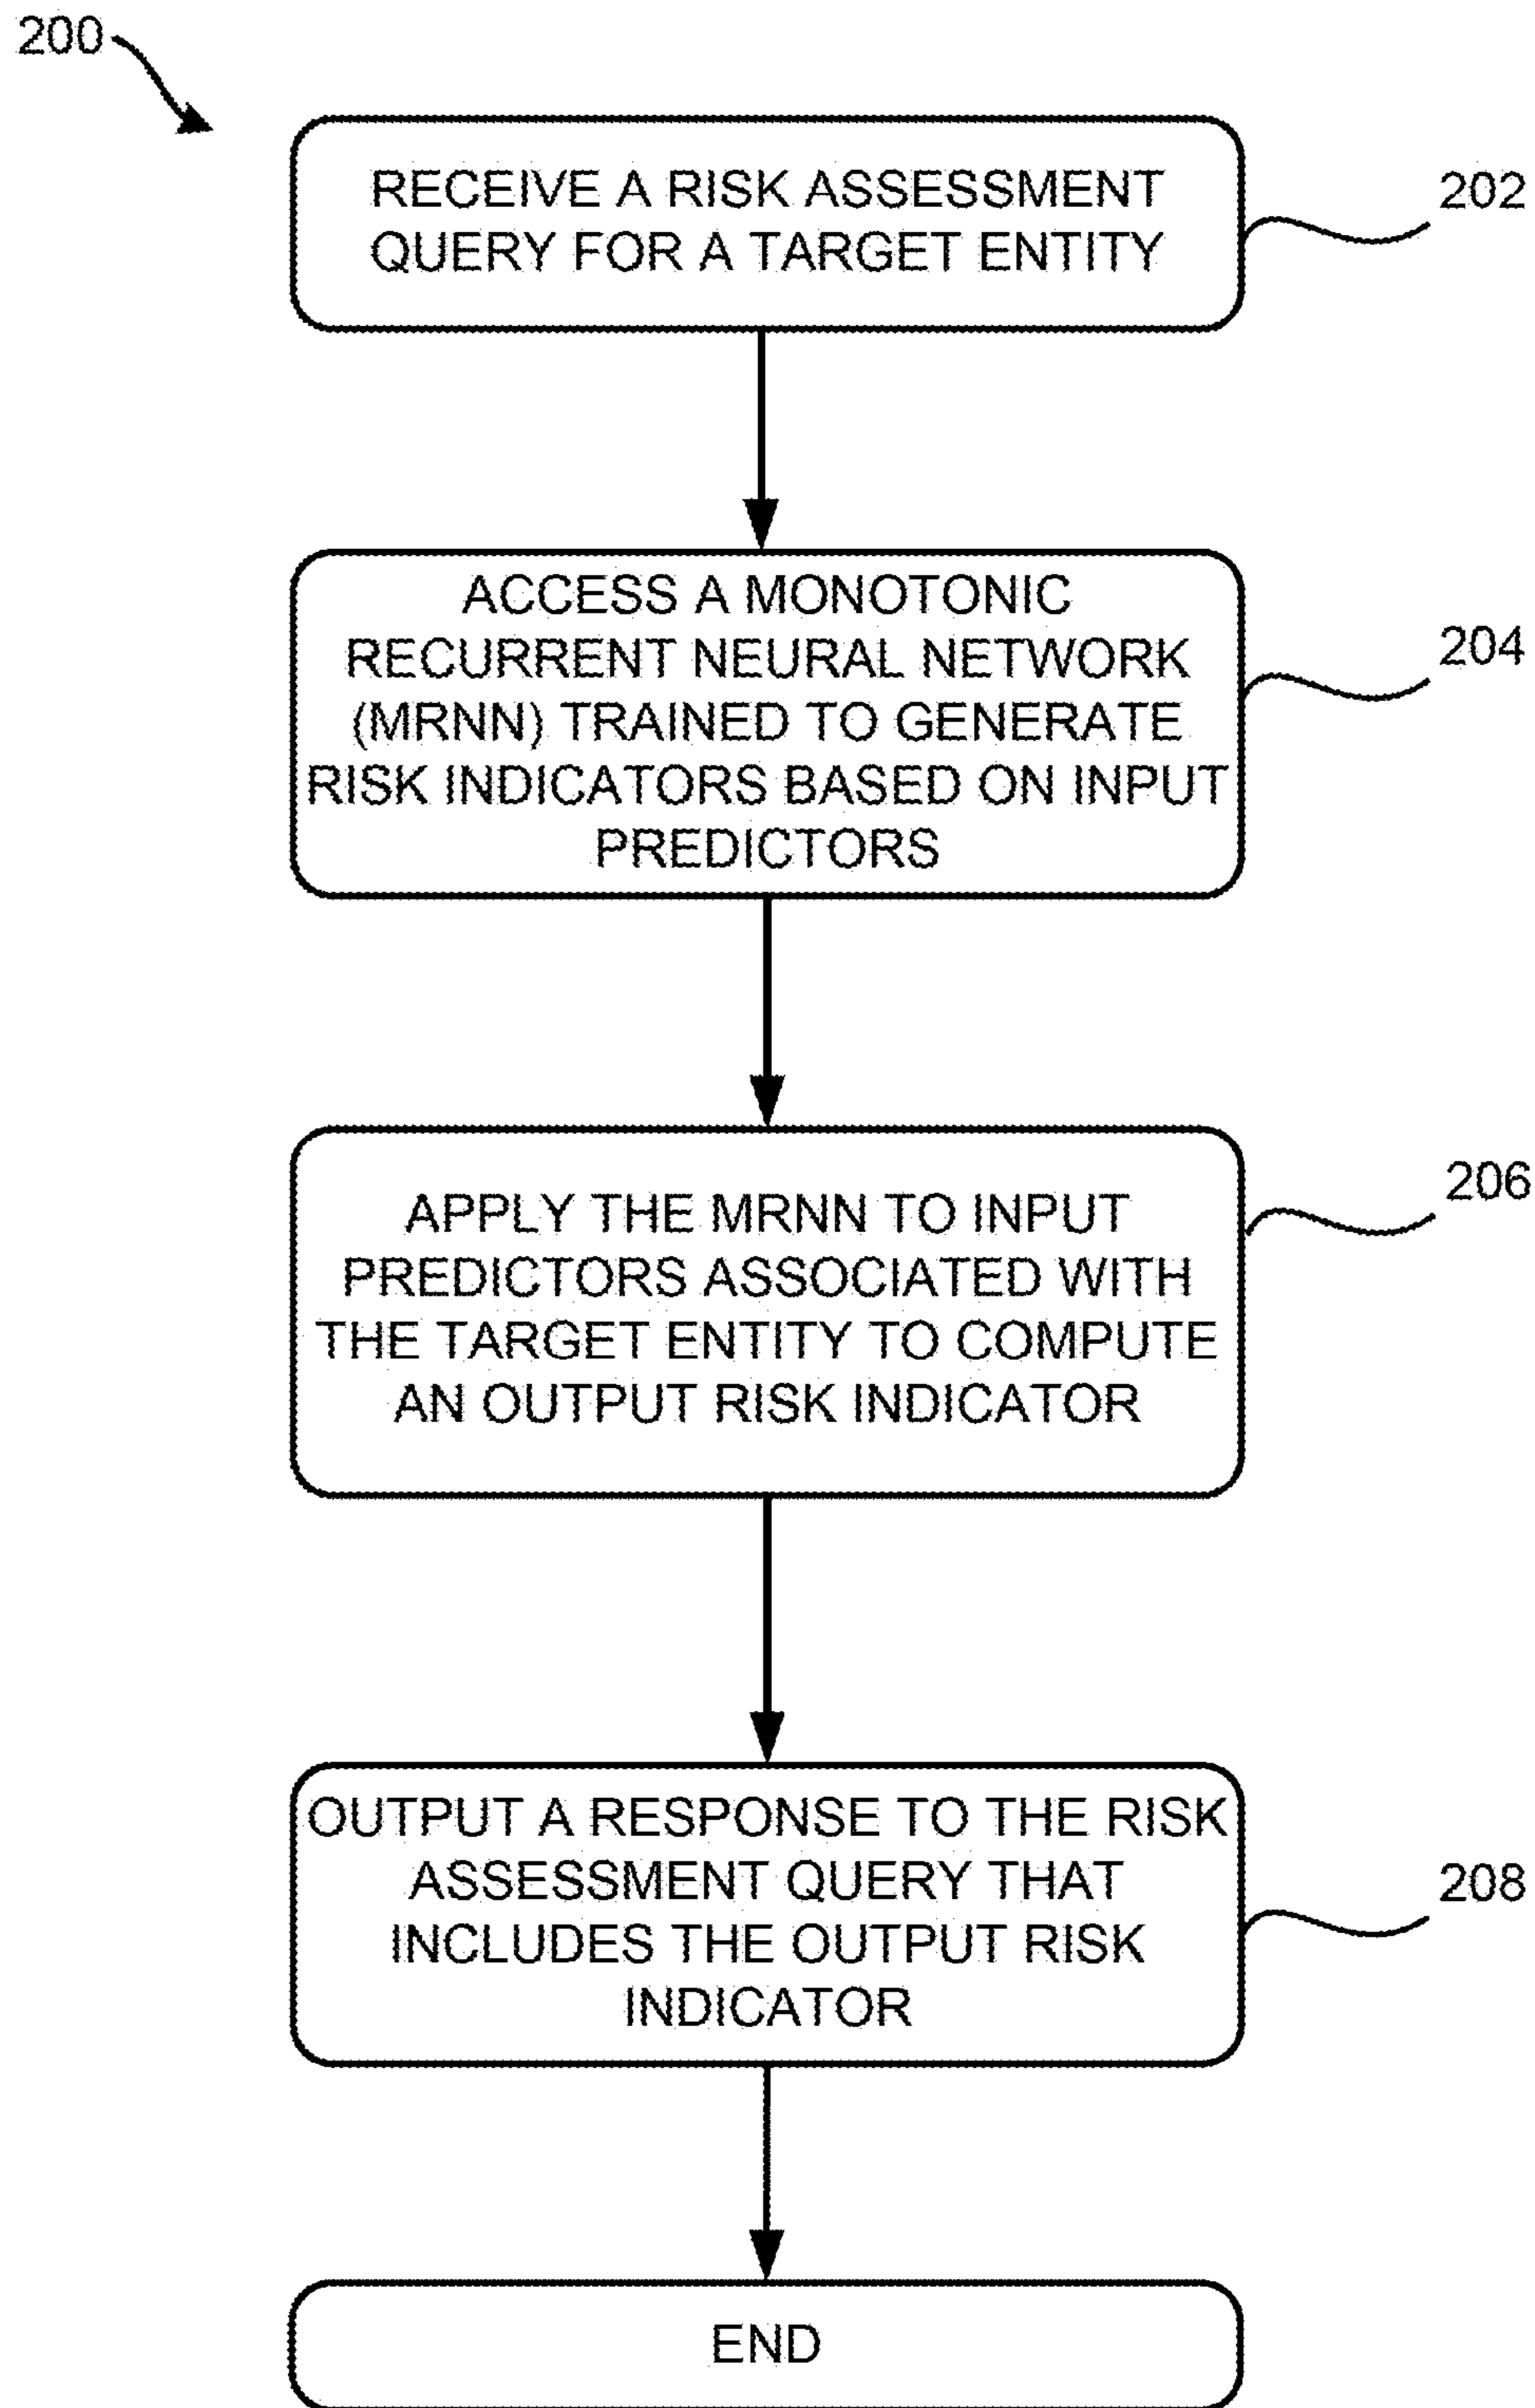 200
RECEIVE A RISK ASSESSMENT
QUERY FOR A TARGET ENTITY
202
ACCESS A MONOTONIC
RECURRENT NEURAL NETWORK
(MRNN) TRAINED TO GENERATE
RISK INDICATORS BASED ON INPUT
PREDICTORS
204
APPLY THE MRNN TO INPUT
PREDICTORS ASSOCIATED WITH
THE TARGET ENTITY TO COMPUTE
AN OUTPUT RISK INDICATOR
206
OUTPUT A RESPONSE TO THE RISK
ASSESSMENT QUERY THAT
INCLUDES THE OUTPUT RISK
INDICATOR
208
END